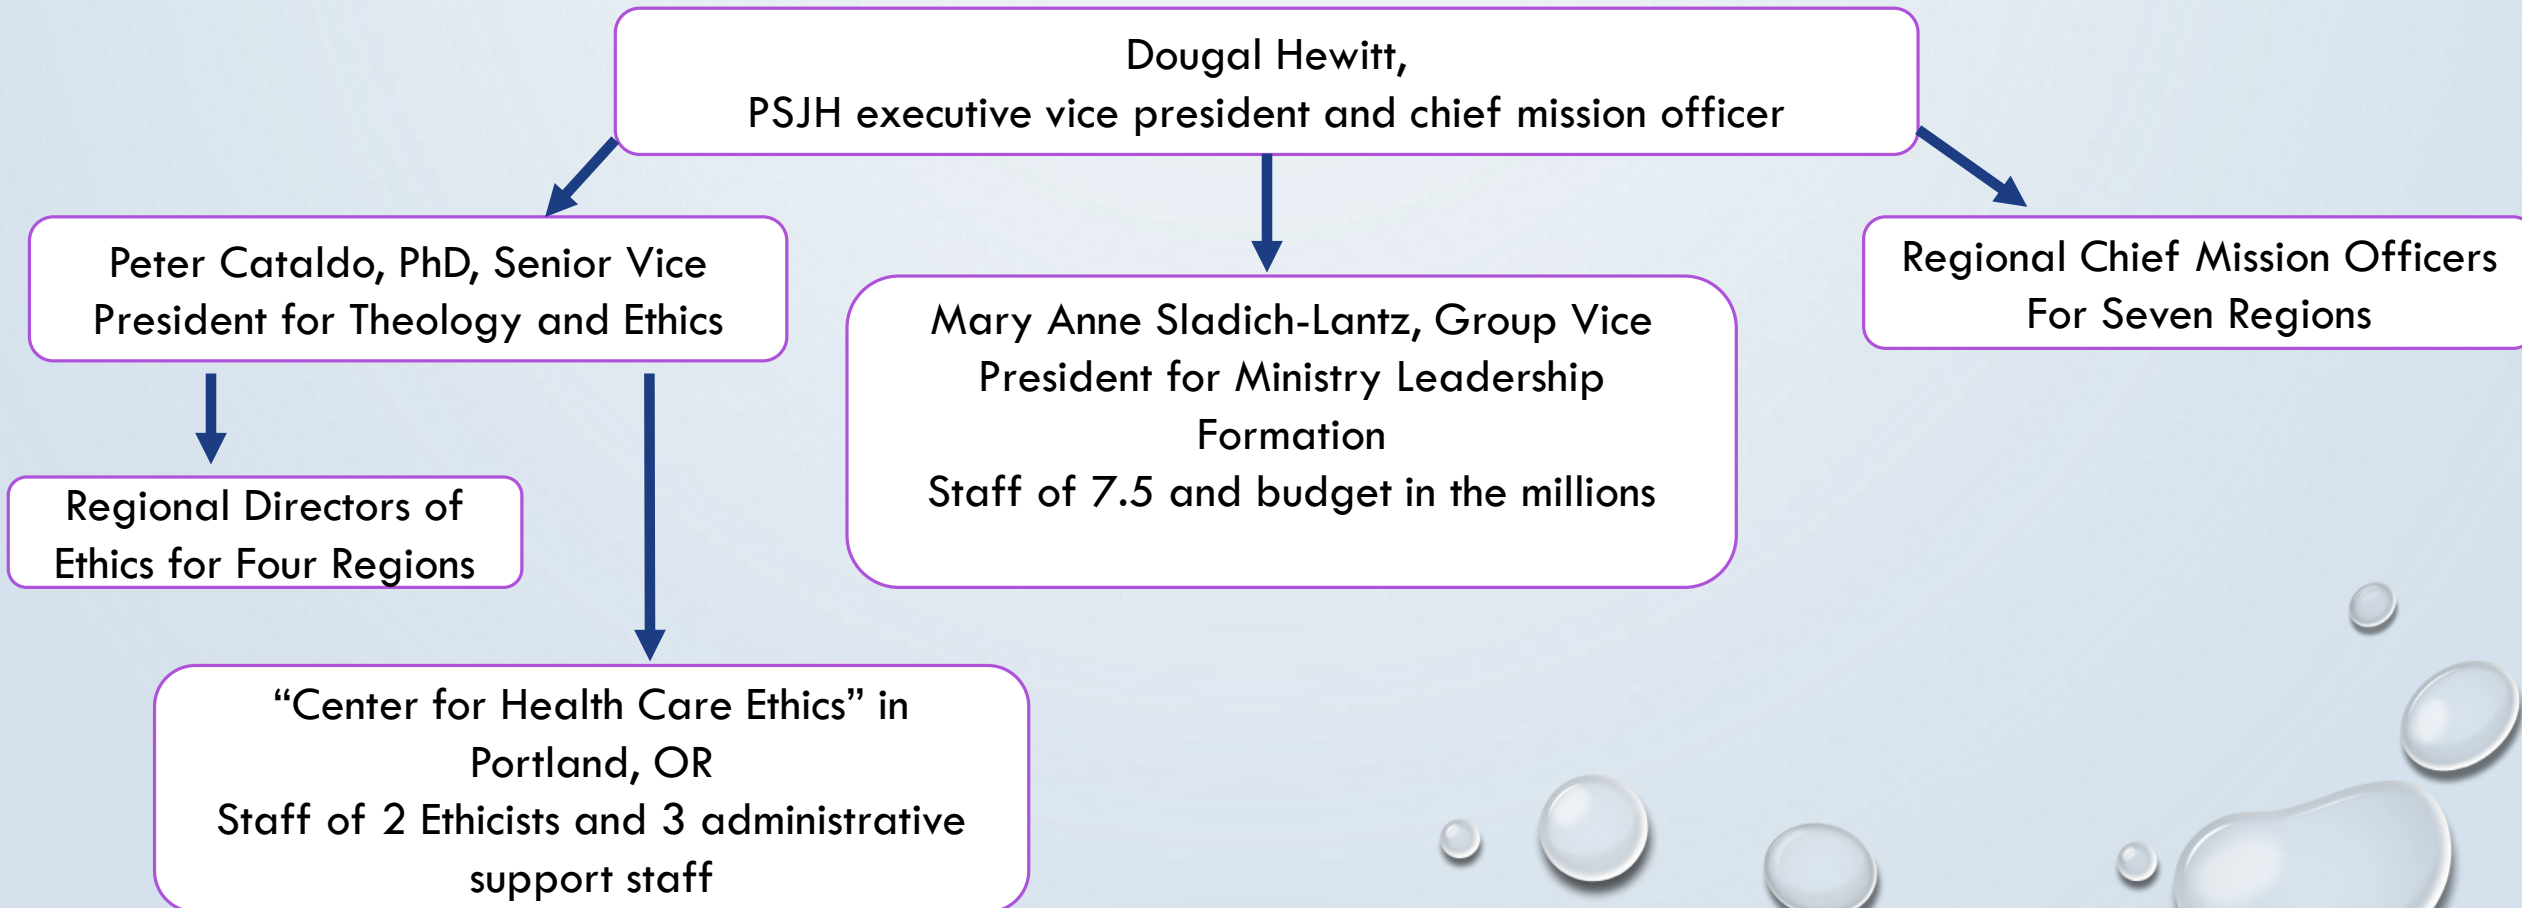 Dougal Hewitt,
PSJH executive vice president and chief mission officer
Peter Cataldo, PhD, Senior Vice
President for Theology and Ethics
Mary Anne Sladich-Lantz, Group Vice
President for Ministry Leadership
Formation
Staff of 7.5 and budget in the millions
Regional Chief Mission Officers
For Seven Regions
Regional Directors of
Ethics for Four Regions
“Center for Health Care Ethics” in
Portland, OR
Staff of 2 Ethicists and 3 administrative
support staff